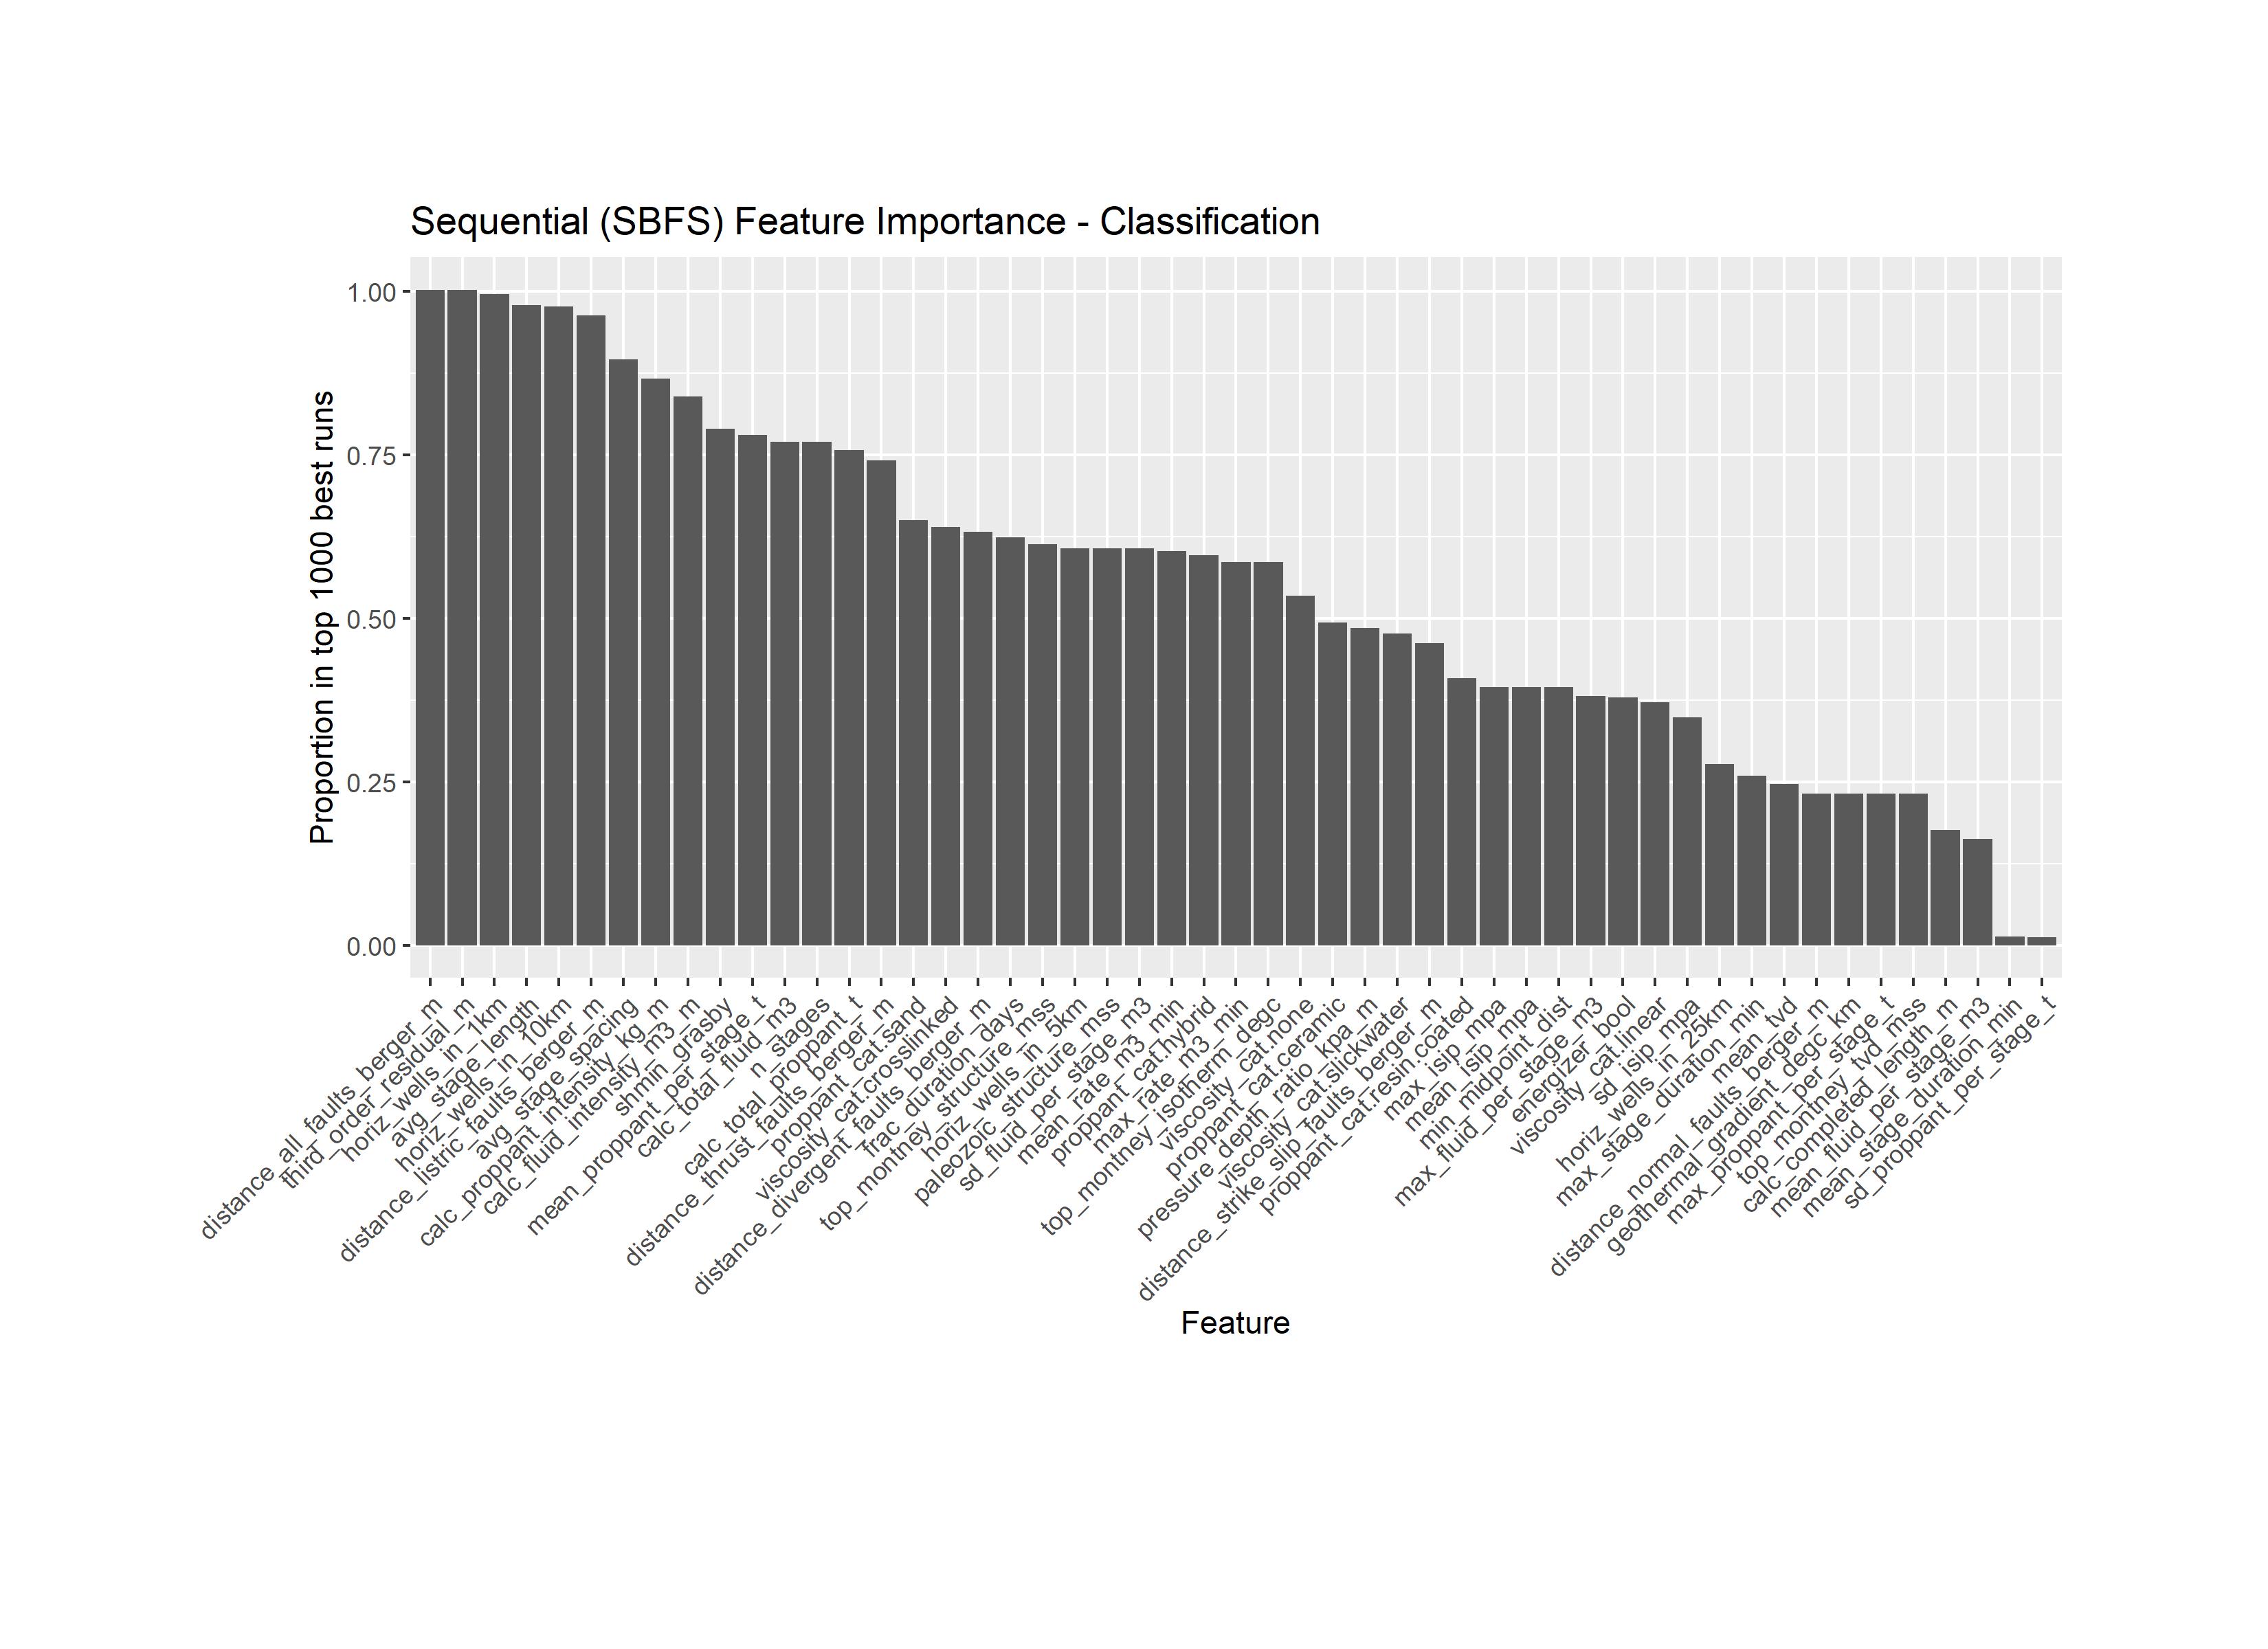 Sequential (SBFS) Feature Importance - Classification
Proportion in top 1000 best runs
1.00
0.75
0.50
0.25
0.00
distance_all_faults_berger_m
third_order_residual_m
horiz_wells_in_1km
avg_stage_length
horiz_wells_in_10km
distance_listric_faults_berger_m
avg_stage_spacing
calc_proppant_intensity_kg_m
calc_fluid_intensity_m3_m
shmin_grasby
mean_proppant_per_stage_t
calc_total_fluid_m3
n_stages
calc_total_proppant_t
distance_thrust_faults_berger_m
proppant_cat.sand
viscosity_cat.crosslinked
distance_divergent_faults_berger_m
frac_duration_days
top_montney_structure_mss
horiz_wells_in_5km
paleozoic_structure_mss
sd_fluid_per_stage_m3
mean_rate_m3_min
proppant_cat.hybrid
max_rate_m3_min
top_montney_isotherm_degc
viscosity_cat.none
proppant_cat.ceramic
pressure_depth_ratio_kpa_m
viscosity_cat.slickwater
distance_strike_slip_faults_berger_m
proppant_cat.resin.coated
max_isip_mpa
mean_isip_mpa
min_midpoint_dist
max_fluid_per_stage_m3
energizer_bool
viscosity_cat.linear
sd_isip_mpa
horiz_wells_in_25km
max_stage_duration_min
mean_tvd
distance_normal_faults_berger_m
geothermal_gradient_degc_km
max_proppant_per_stage_t
top_montney_tvd_mss
calc_completed_length_m
mean_fluid_per_stage_m3
mean_stage_duration_min
sd_proppant_per_stage_t
Feature